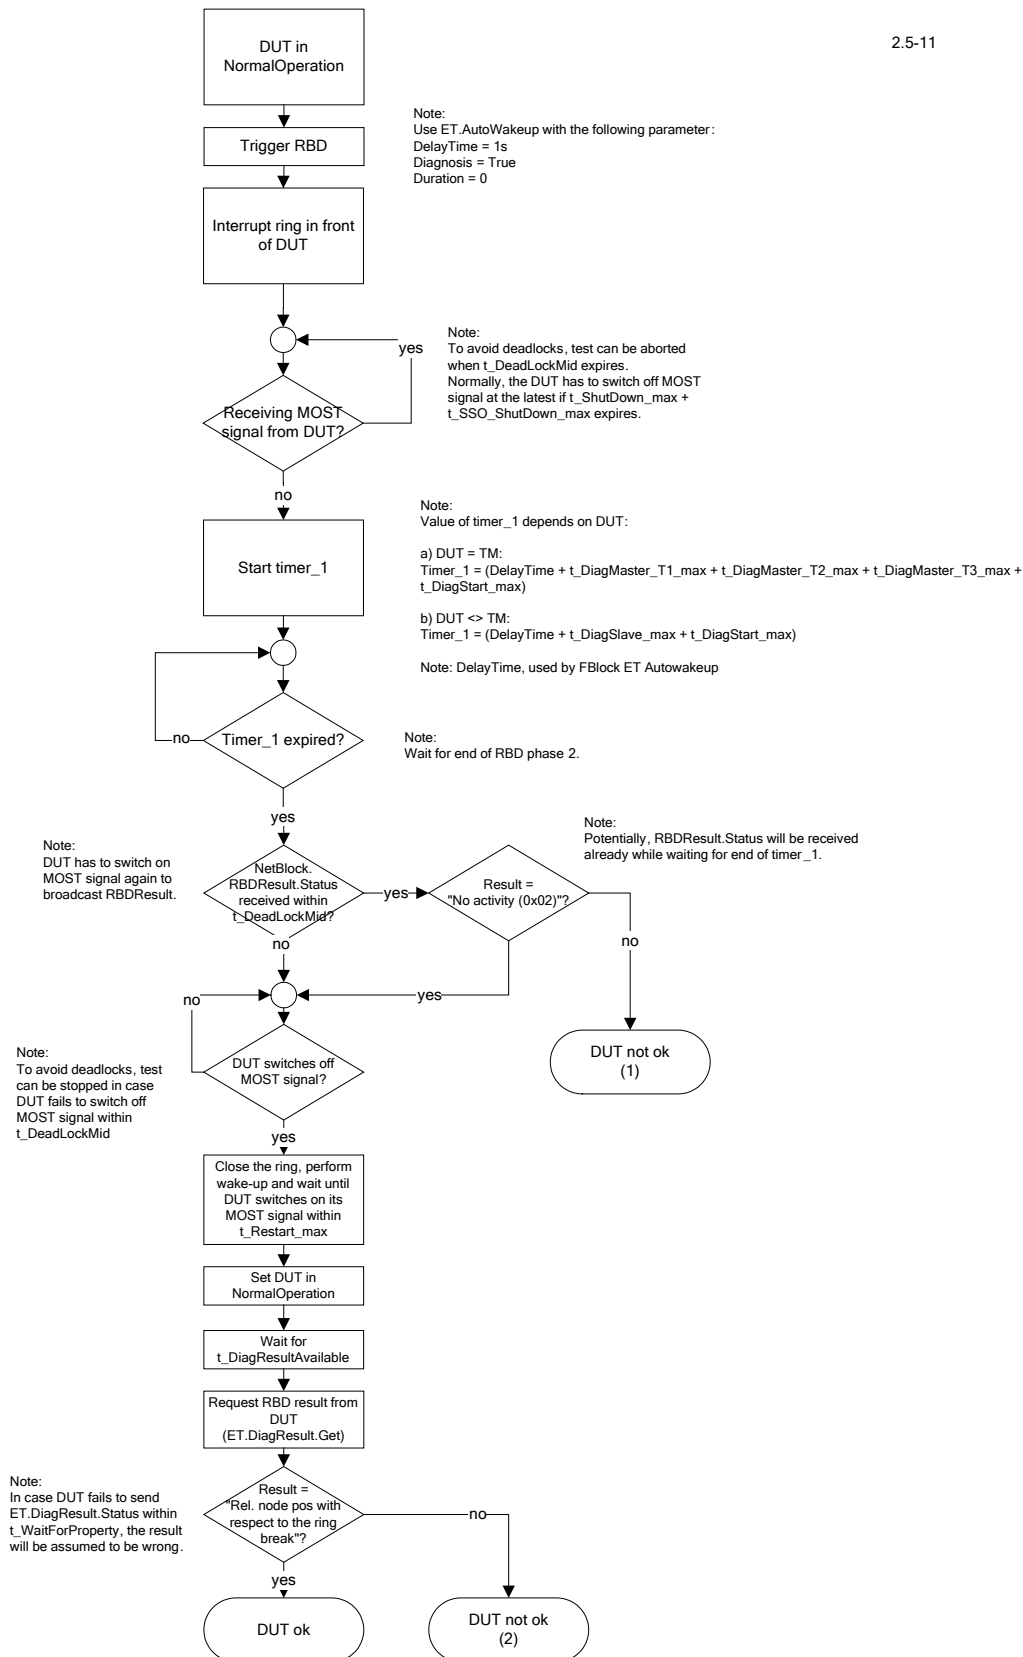 2.5-11
DUT in
NormalOperation
Note:
Use ET.AutoWakeup with the following parameter:
DelayTime = 1s
Diagnosis = True
Duration = 0
Trigger RBD
Interrupt ring in front
of DUT
Note:
To avoid deadlocks, test can be aborted
when t_DeadLockMid expires.
Normally, the DUT has to switch off MOST
signal at the latest if t_ShutDown_max +
t_SSO_ShutDown_max expires.
yes
Receiving MOST
signal from DUT?
no
Note:
Value of timer_1 depends on DUT:
a) DUT = TM:
Timer_1 = (DelayTime + t_DiagMaster_T1_max + t_DiagMaster_T2_max + t_DiagMaster_T3_max +
t_DiagStart_max)
b) DUT <> TM:
Timer_1 = (DelayTime + t_DiagSlave_max + t_DiagStart_max)
Note: DelayTime, used by FBlock ET Autowakeup
Start timer_1
no
Timer_1 expired?
Note:
Wait for end of RBD phase 2.
yes
Note:
DUT has to switch on
MOST signal again to
broadcast RBDResult.
NetBlock.
RBDResult.Status
received within
t_DeadLockMid?
yes
Result =
"No activity (0x02)"?
Note:
Potentially, RBDResult.Status will be received
already while waiting for end of timer_1.
no
no
no
yes
Note:
To avoid deadlocks, test
can be stopped in case
DUT fails to switch off
MOST signal within
t_DeadLockMid
DUT switches off
MOST signal?
DUT not ok
(1)
yes
Close the ring, perform
wake-up and wait until
DUT switches on its
MOST signal within
t_Restart_max
Set DUT in
NormalOperation
Wait for
t_DiagResultAvailable
Request RBD result from
DUT
(ET.DiagResult.Get)
Note:
In case DUT fails to send
ET.DiagResult.Status within
t_WaitForProperty, the result
will be assumed to be wrong.
Result =
"Rel. node pos with
respect to the ring
break"?
no
yes
DUT ok
DUT not ok
(2)